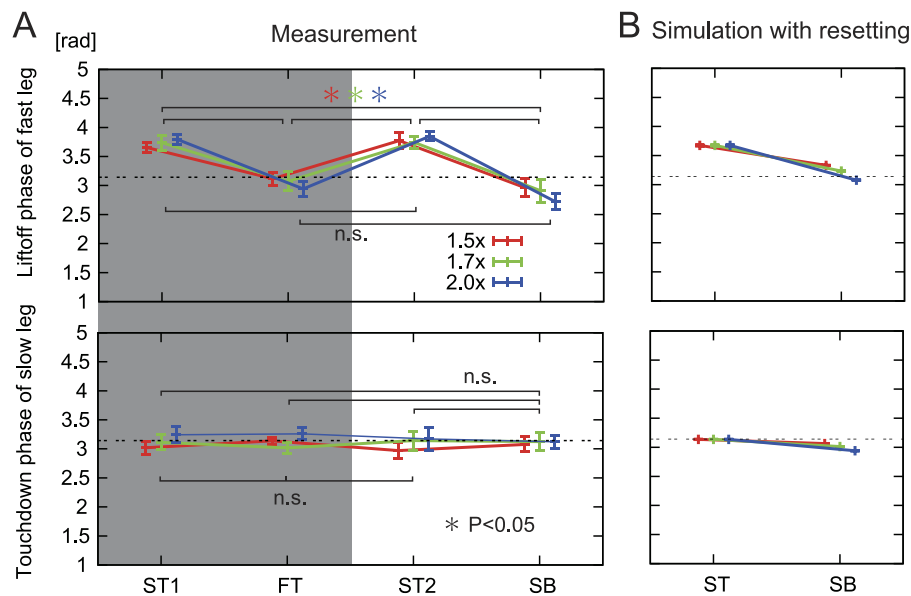 A
Measurement
B
Simulation with resetting
[rad]
Liftoff phase of fast leg
5
4.5
4
3.5
3
2.5
2
1.5
1
* * *
n.s.
1.5x
1.7x
2.0x
Touchdown phase of slow leg
5
4.5
4
3.5
3
2.5
2
1.5
1
n.s.
n.s.
* P<0.05
ST1 FT ST2 SB
ST SB